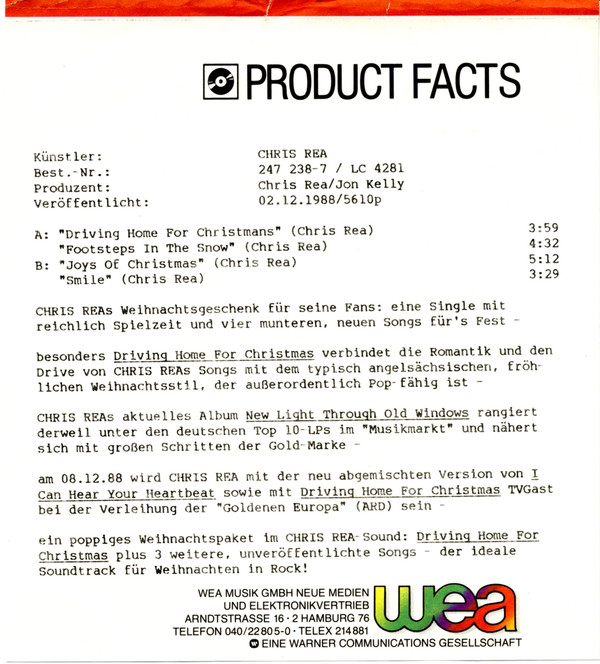 PRODUCT FACTS
Künstler: CHRIS REA
Best.-Nr.: 247 238-7 / LC 4281
Produzent: Chris Rea/Jon Kelly
Veröffentlicht: 02.12.1988/5610p
A: "Driving Home For Christmans" (Chris Rea) 3:59
"Footsteps In The Snow" (Chris Rea) 4:32
B: "Joys Of Christmas" (Chris Rea) 5:12
"Smile" (Chris Rea) 3:29
CHRIS REAs Weihnachtsgeschenk für seine Fans: eine Single mit
reichlich Spielzeit und vier munteren, neuen Songs für's Fest -
besonders Driving Home For Christmas verbindet die Romantik und den
Drive von CHRIS REAs Songs mit dem typisch angelsächsischen, fröh-
lichen Weihnachtsstil, der außerordentlich Pop-fähig ist -
CHRIS REAs aktuelles Album New Light Through Old Windows rangiert
derweil unter den deutschen Top 10-LPs im "Musikmarkt" und nähert
sich mit großen Schritten der Gold-Marke -
am 08.12.88 wird CHRIS REA mit der neu abgemischten Version von I
Can Hear Your Heartbeat sowie mit Driving Home For Christmas TVGast
bei der Verleihung der "Goldenen Europa" (ARD) sein -
ein poppiges Weihnachtspaket im CHRIS REA-Sound: Driving Home For
Christmas plus 3 weitere, unveröffentlichte Songs - der ideale
Soundtrack für Weihnachten in Rock!
WEA MUSIK GMBH NEUE MEDIEN
UND ELEKTRONIKVERTRIEB
ARNDTSTRASSE 16 · 2 HAMBURG 76
TELEFON 040/22805-0 · TELEX 214881
wea
EINE WARNER COMMUNICATIONS GESELLSCHAFT